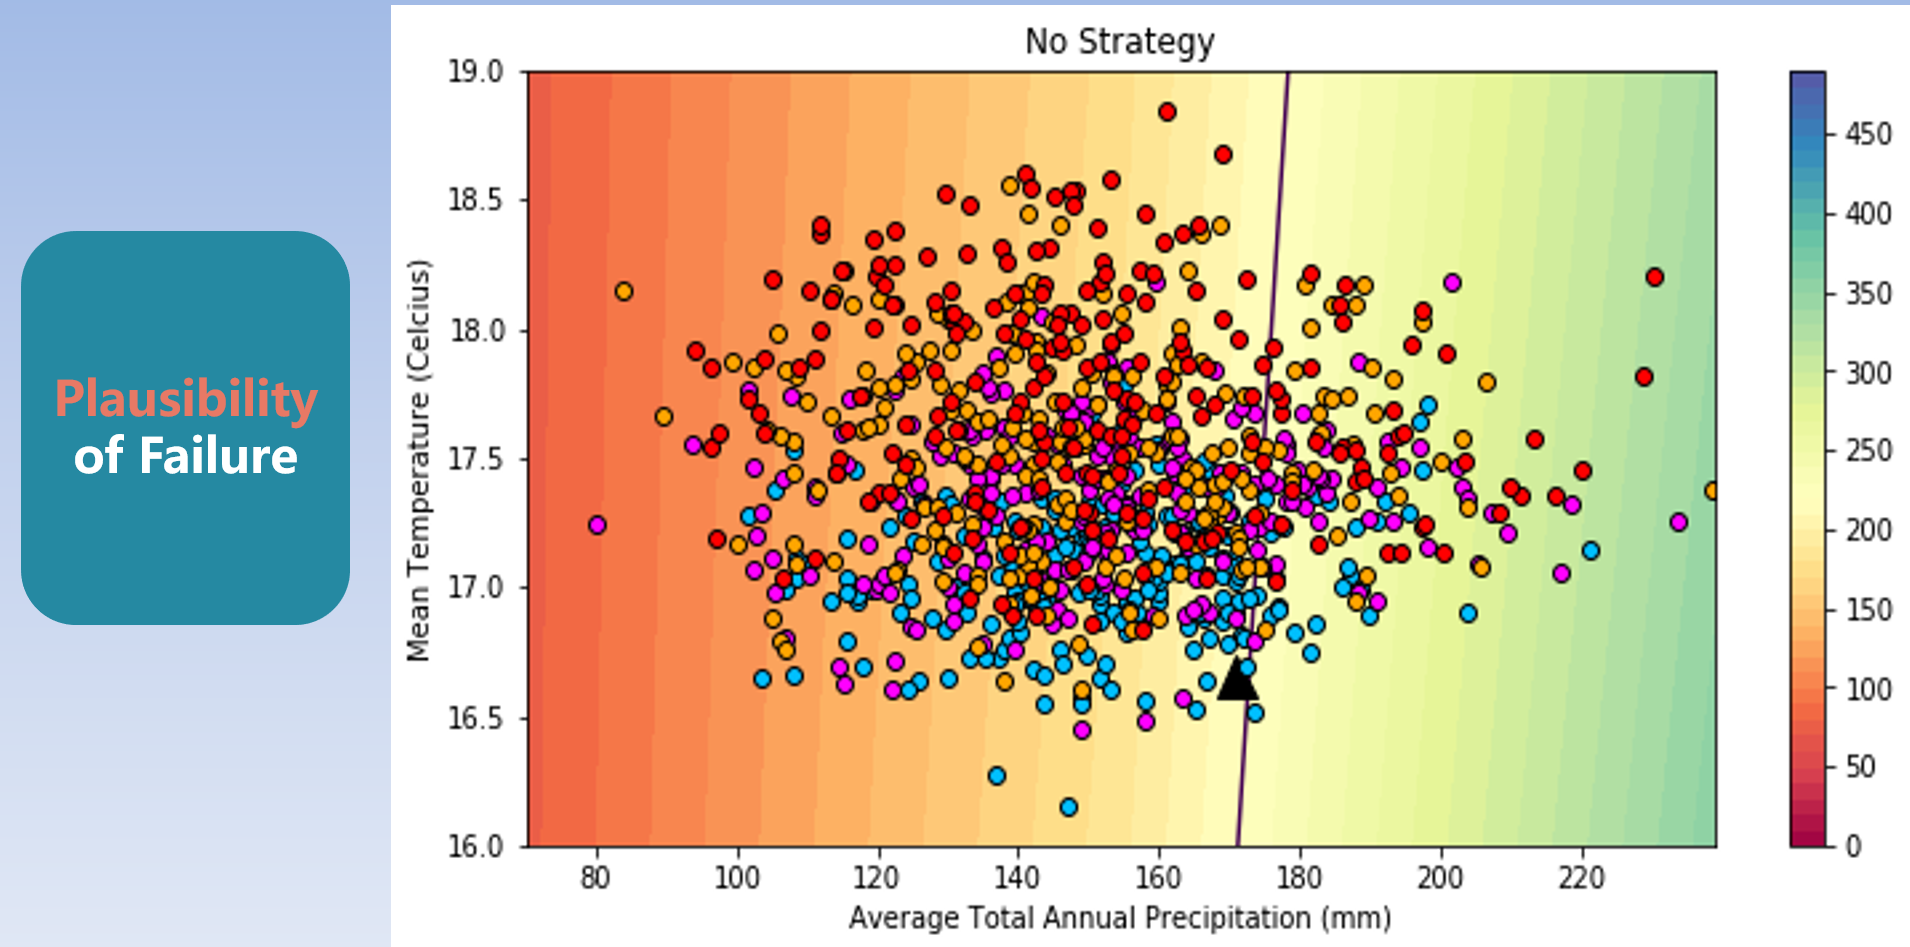 Plausibility
of Failure
No Strategy
19.0
18.5
18.0
17.5
17.0
16.5
16.0
Mean Temperature (Celcius)
80 100 120 140 160 180 200 220
Average Total Annual Precipitation (mm)
450
400
350
300
250
200
150
100
50
0